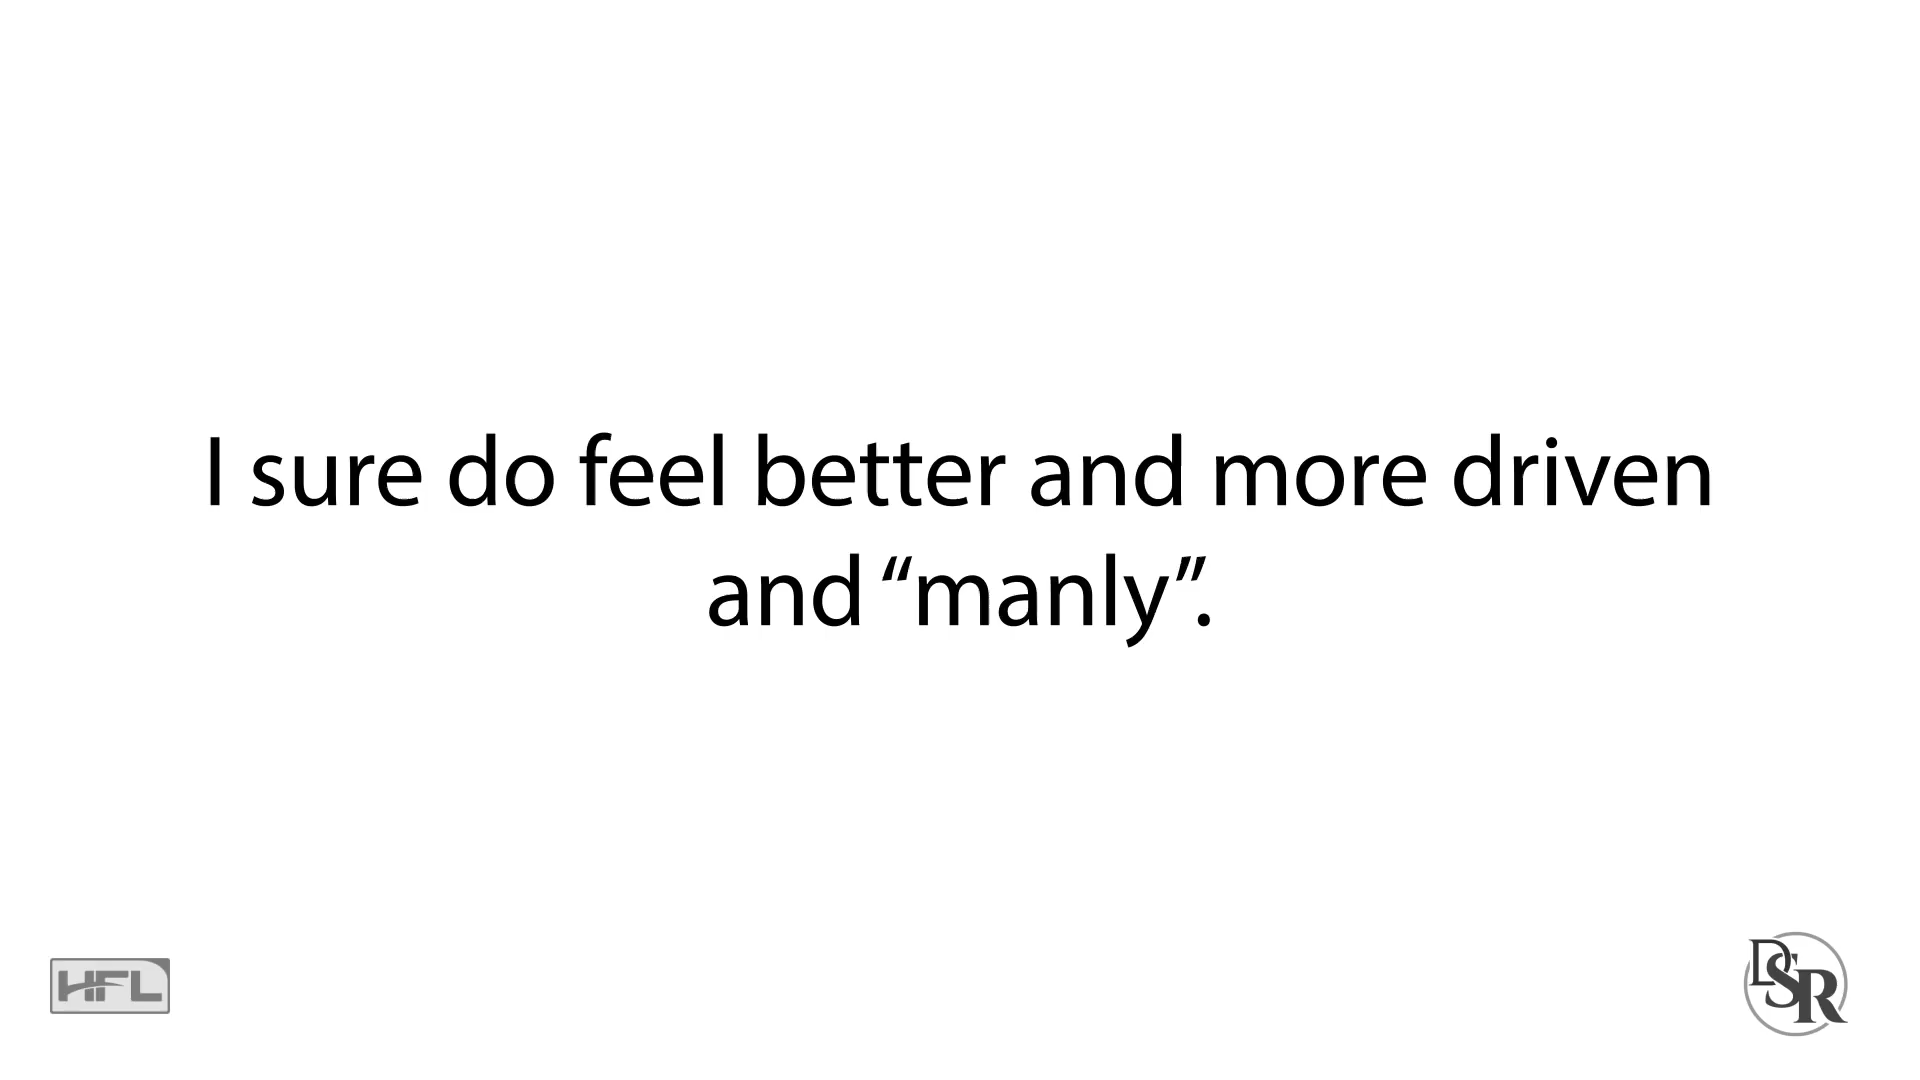 I sure do feel better and more driven
and “manly”.
HFL
DSR